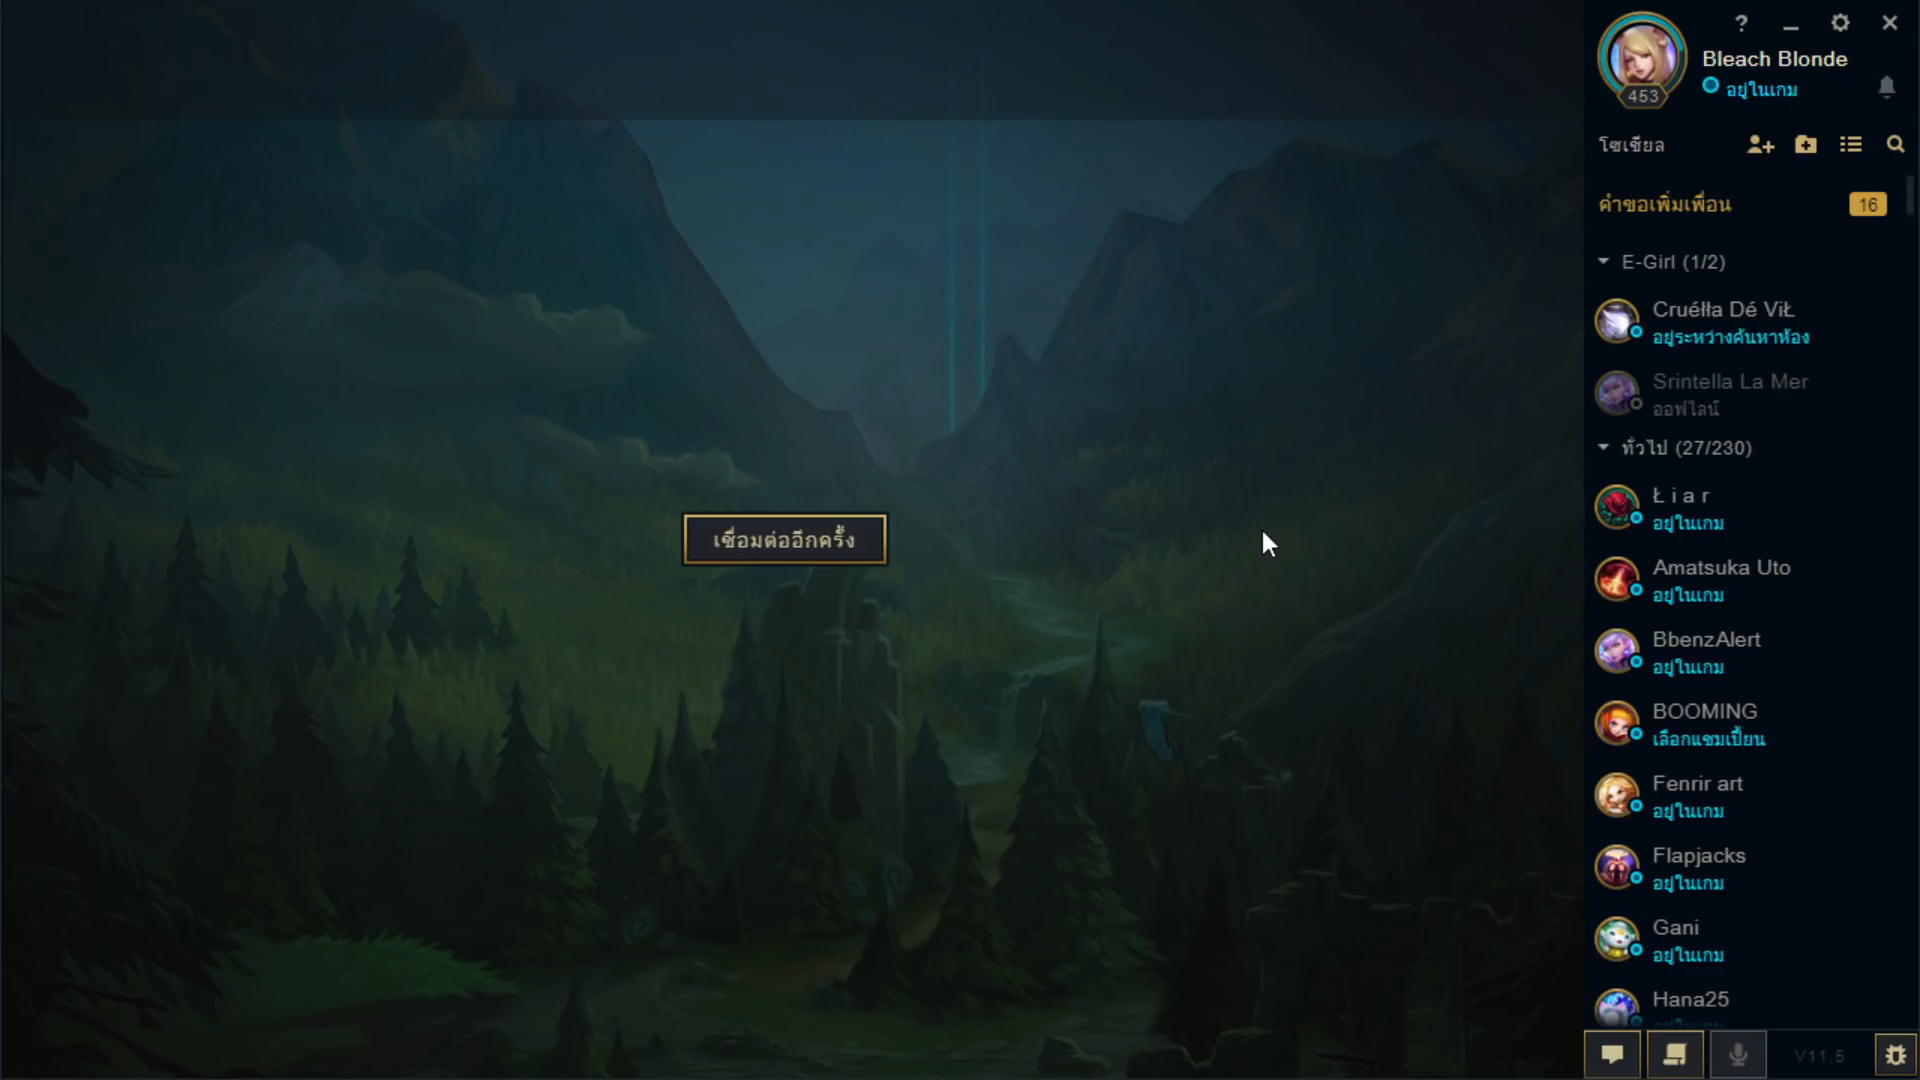 ?
Bleach Blonde
อยู่ในเกม
453
โซเชียล
คำขอเพิ่มเพื่อน
16
E-Girl (1/2)
Cruéłła Dé ViŁ
อยู่ระหว่างค้นหาห้อง
Srintella La Mer
ออฟไลน์
ทั่วไป (27/230)
Ł i a r
อยู่ในเกม
Amatsuka Uto
อยู่ในเกม
BbenzAlert
อยู่ในเกม
BOOMING
เลือกแชมเปี้ยน
Fenrir art
อยู่ในเกม
Flapjacks
อยู่ในเกม
Gani
อยู่ในเกม
Hana25
V11.5
เชื่อมต่ออีกครั้ง